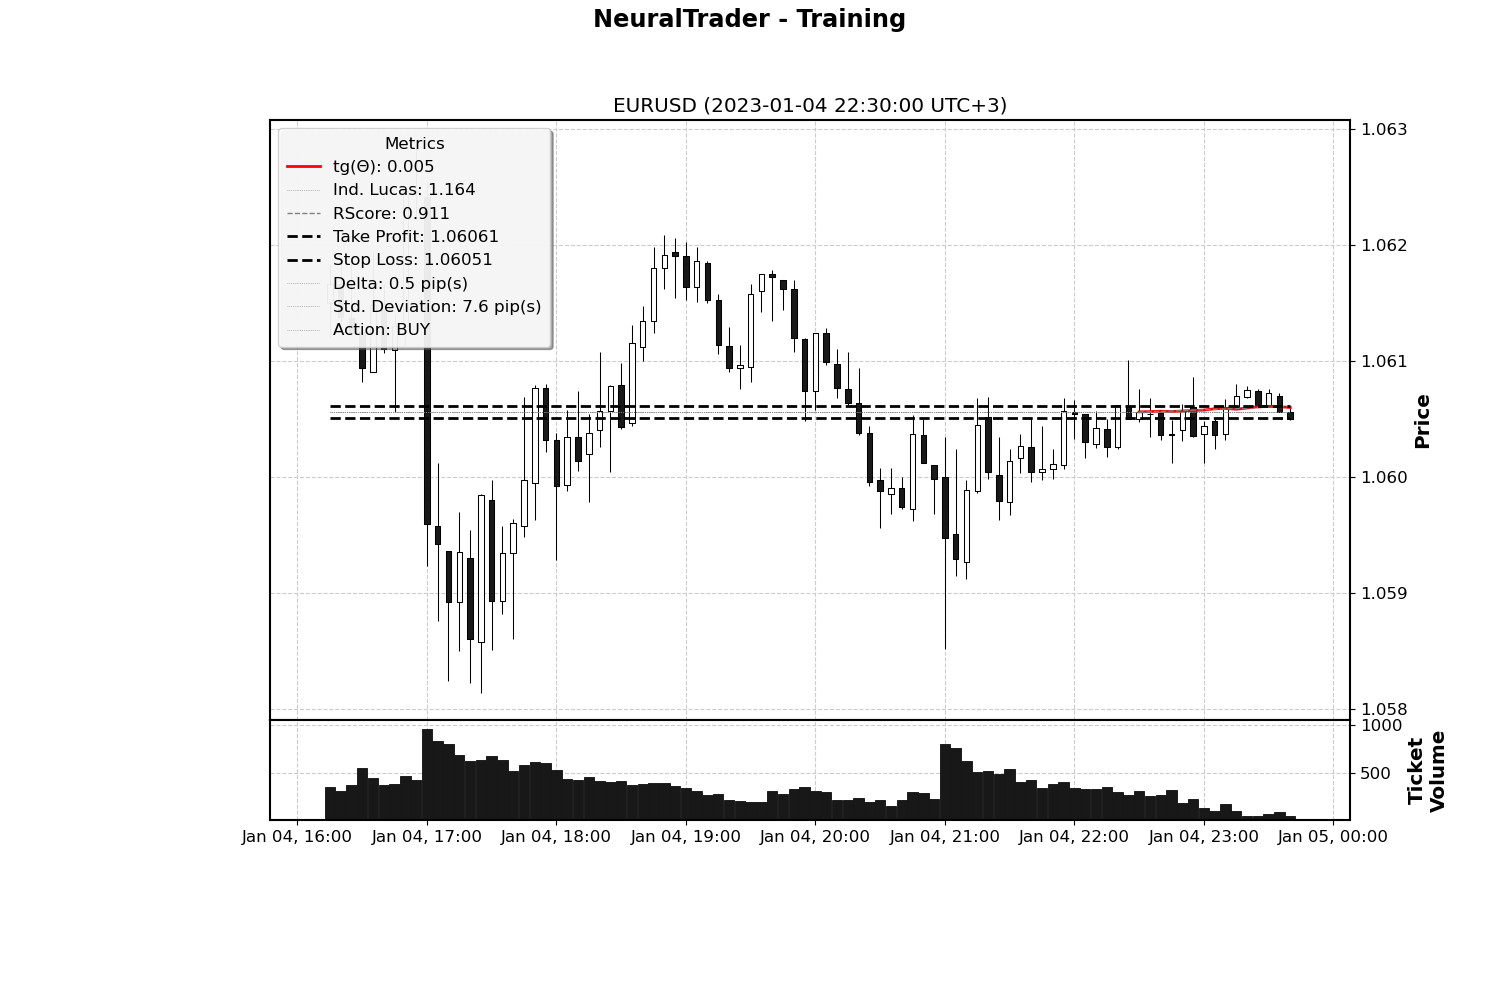 NeuralTrader - Training
EURUSD (2023-01-04 22:30:00 UTC+3)
Metrics
tg(Θ): 0.005
Ind. Lucas: 1.164
RScore: 0.911
Take Profit: 1.06061
Stop Loss: 1.06051
Delta: 0.5 pip(s)
Std. Deviation: 7.6 pip(s)
Action: BUY
1.063
1.062
1.061
1.060
1.059
1.058
Price
1000
500
Ticket
Volume
Jan 04, 16:00
Jan 04, 17:00
Jan 04, 18:00
Jan 04, 19:00
Jan 04, 20:00
Jan 04, 21:00
Jan 04, 22:00
Jan 04, 23:00
Jan 05, 00:00